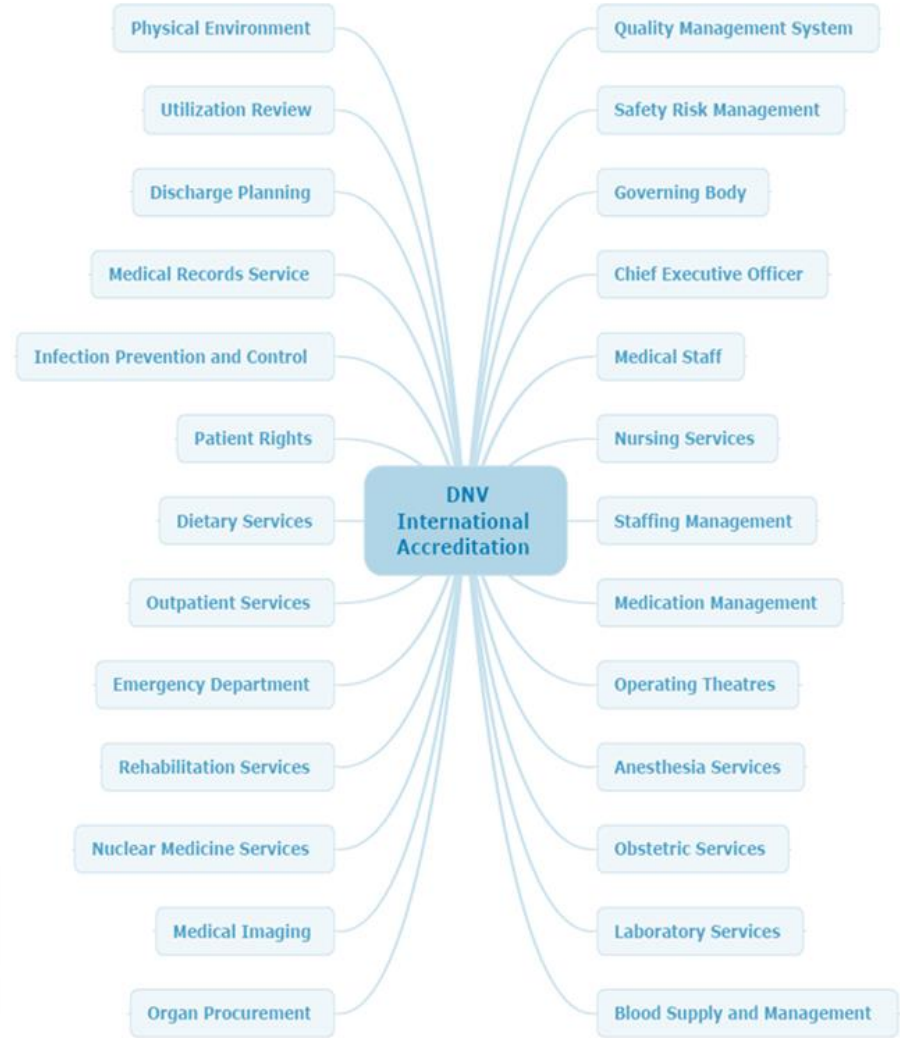 Physical Environment
Utilization Review
Discharge Planning
Medical Records Service
Infection Prevention and Control
Patient Rights
Dietary Services
Outpatient Services
Emergency Department
Rehabilitation Services
Nuclear Medicine Services
Medical Imaging
Organ Procurement
DNV
International
Accreditation
Quality Management System
Safety Risk Management
Governing Body
Chief Executive Officer
Medical Staff
Nursing Services
Staffing Management
Medication Management
Operating Theatres
Anesthesia Services
Obstetric Services
Laboratory Services
Blood Supply and Management